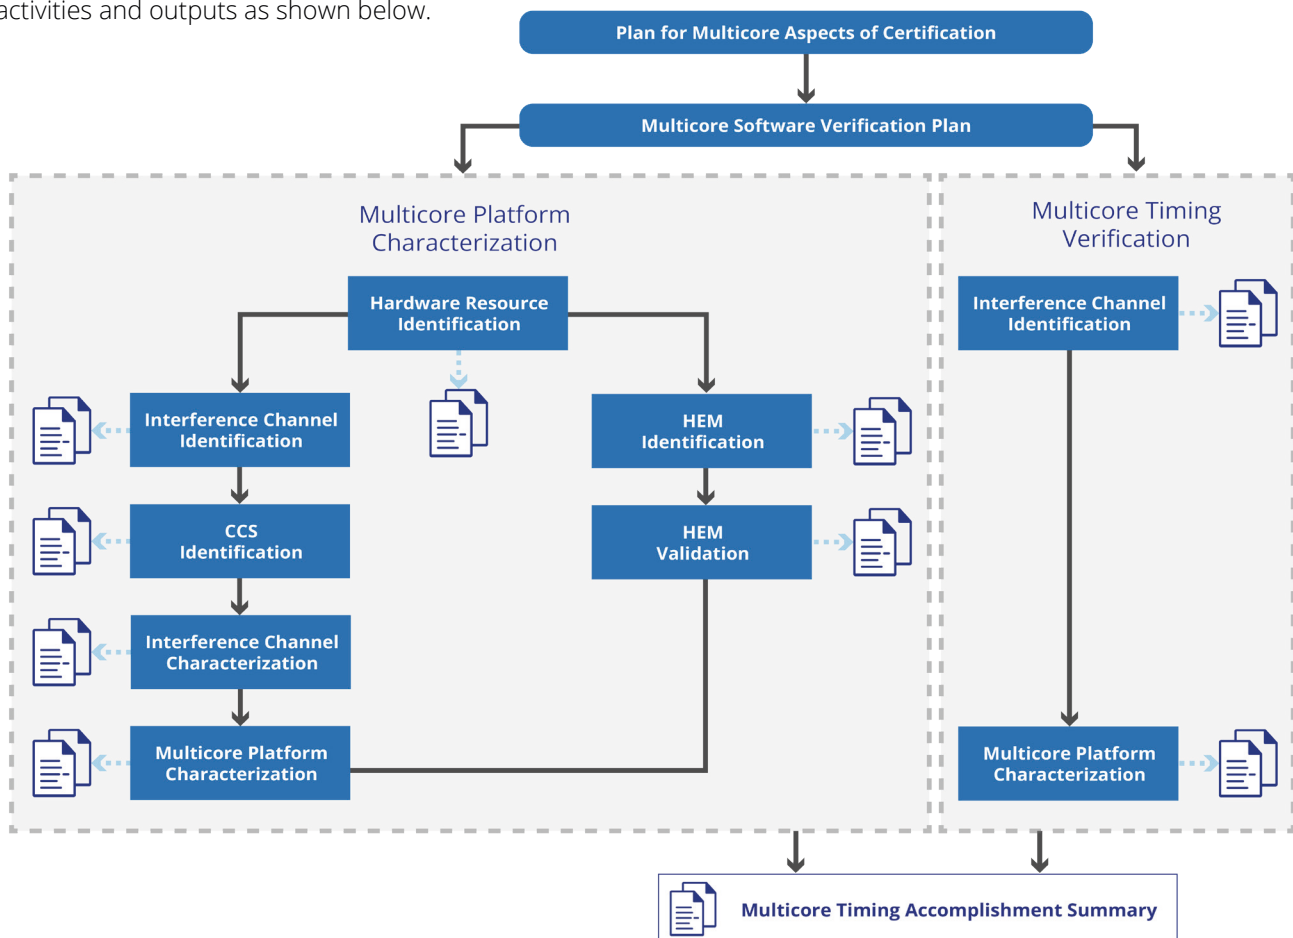 activities and outputs as shown below.
Plan for Multicore Aspects of Certification
Multicore Software Verification Plan
Multicore Platform
Characterization
Hardware Resource
Identification
Interference Channel
Identification
CCS
Identification
Interference Channel
Characterization
Multicore Platform
Characterization
HEM
Identification
HEM
Validation
Multicore Timing
Verification
Interference Channel
Identification
Multicore Platform
Characterization
Multicore Timing Accomplishment Summary